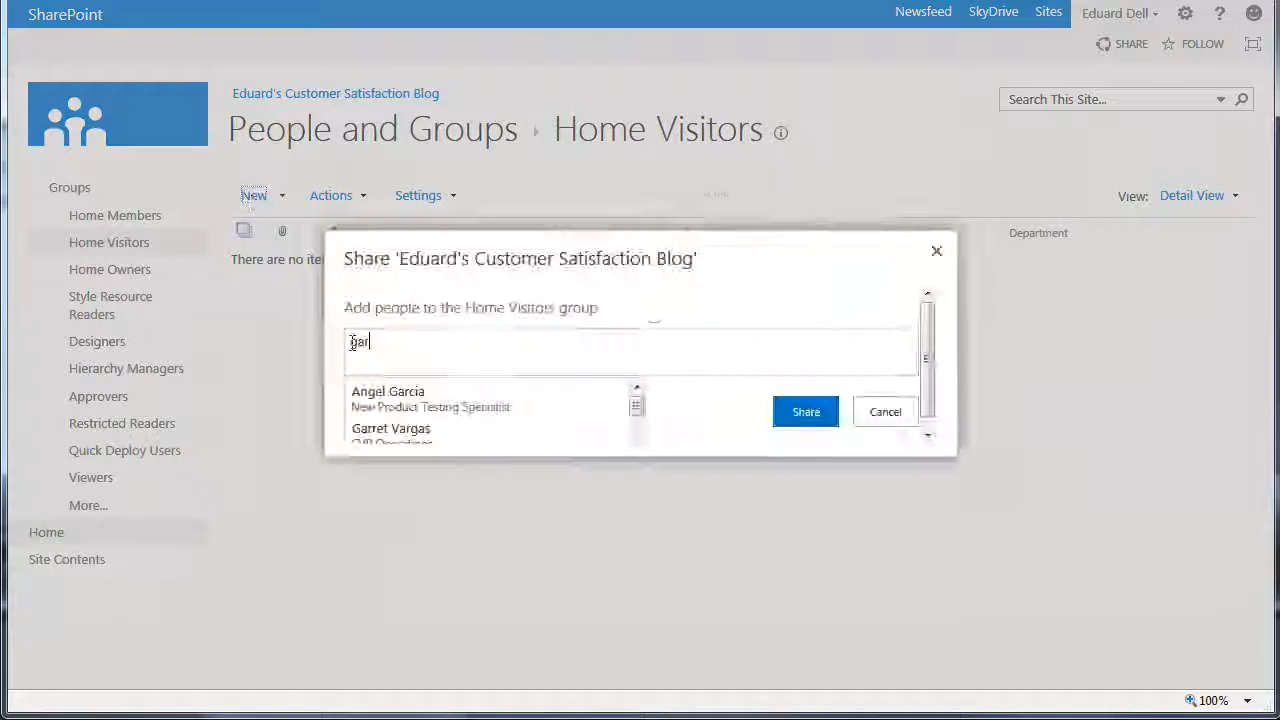 SharePoint
Newsfeed SkyDrive Sites
Eduard Dell
?
SHARE
FOLLOW
Eduard's Customer Satisfaction Blog
People and Groups Home Visitors
Search This Site...
Groups
Home Members
Home Visitors
Home Owners
Style Resource
Readers
Designers
Hierarchy Managers
Approvers
Restricted Readers
Quick Deploy Users
Viewers
More...
Home
Site Contents
New Actions Settings
View: Detail View
Department
There are no ite
Share 'Eduard's Customer Satisfaction Blog'
Add people to the Home Visitors group
gar
Angel Garcia
New Product Testing Specialist
Garret Vargas
Share
Cancel
100%